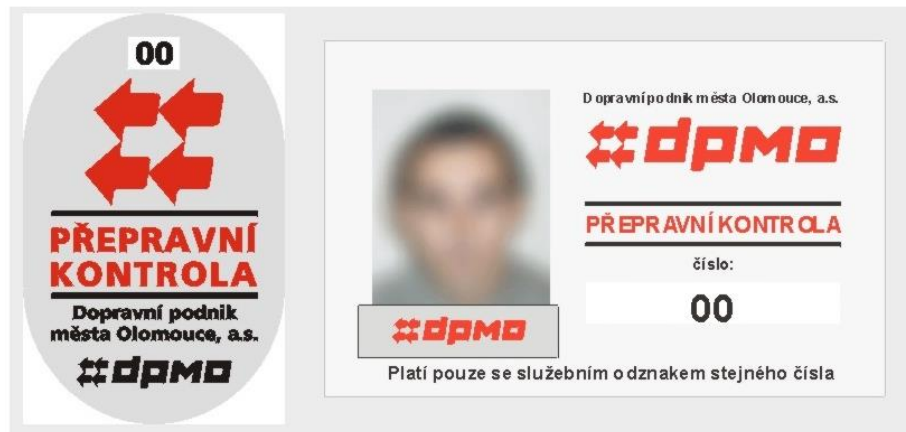 00
PŘEPRAVNÍ
KONTROLA
Dopravní podnik
města Olomouce, a.s.
dpmo
Dopravní podnik města Olomouce, a.s.
dpmo
PŘEPRAVNÍ KONTROLA
číslo:
00
dpmo
Platí pouze se služebním odznakem stejného čísla